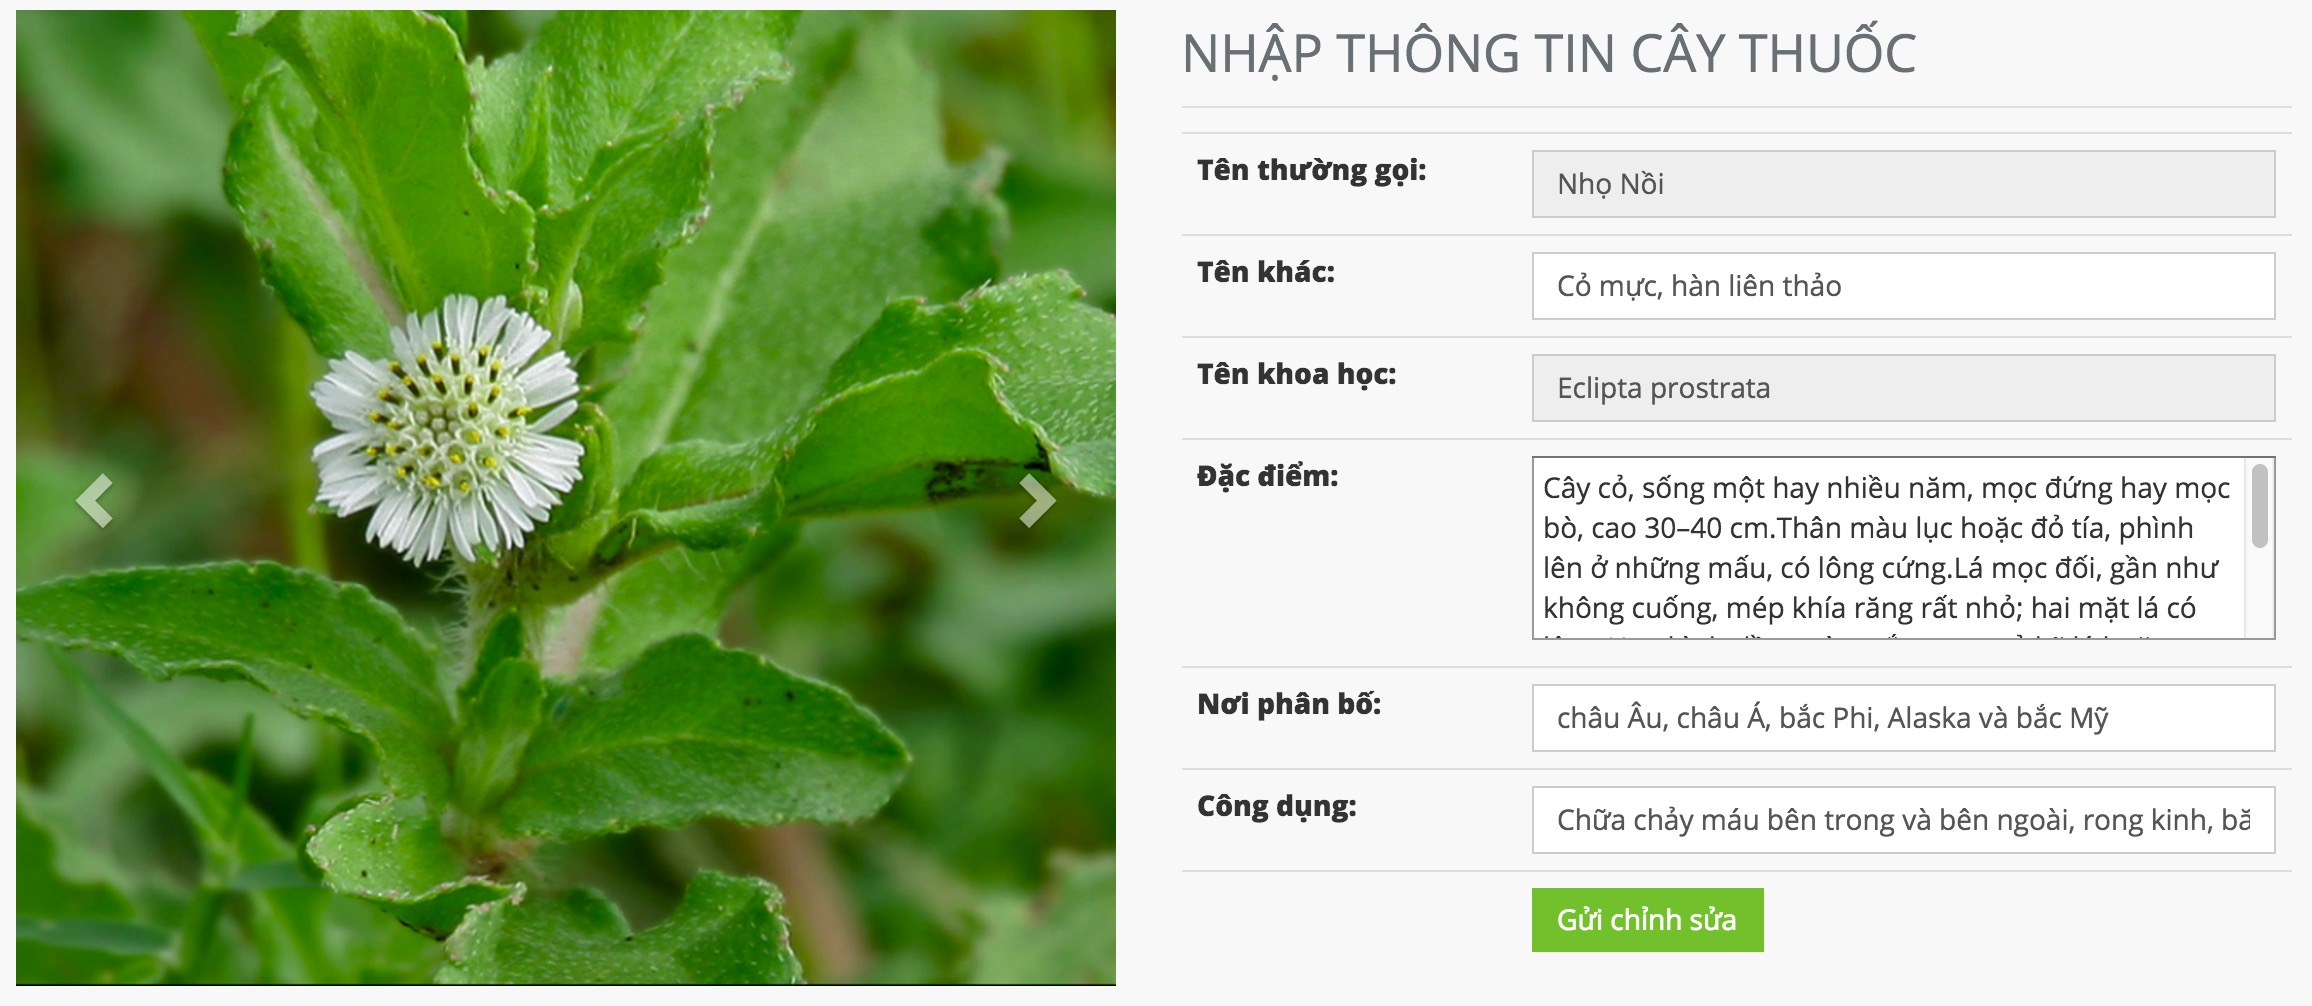 NHẬP THÔNG TIN CÂY THUỐC
Tên thường gọi:
Nhọ Nồi
Tên khác:
Cỏ mực, hàn liên thảo
Tên khoa học:
Eclipta prostrata
Đặc điểm:
Cây cỏ, sống một hay nhiều năm, mọc đứng hay mọc
bò, cao 30–40 cm.Thân màu lục hoặc đỏ tía, phình
lên ở những mấu, có lông cứng.Lá mọc đối, gần như
không cuống, mép khía răng rất nhỏ; hai mặt lá có
Nơi phân bố:
châu Âu, châu Á, bắc Phi, Alaska và bắc Mỹ
Công dụng:
Chữa chảy máu bên trong và bên ngoài, rong kinh, bă
Gửi chỉnh sửa